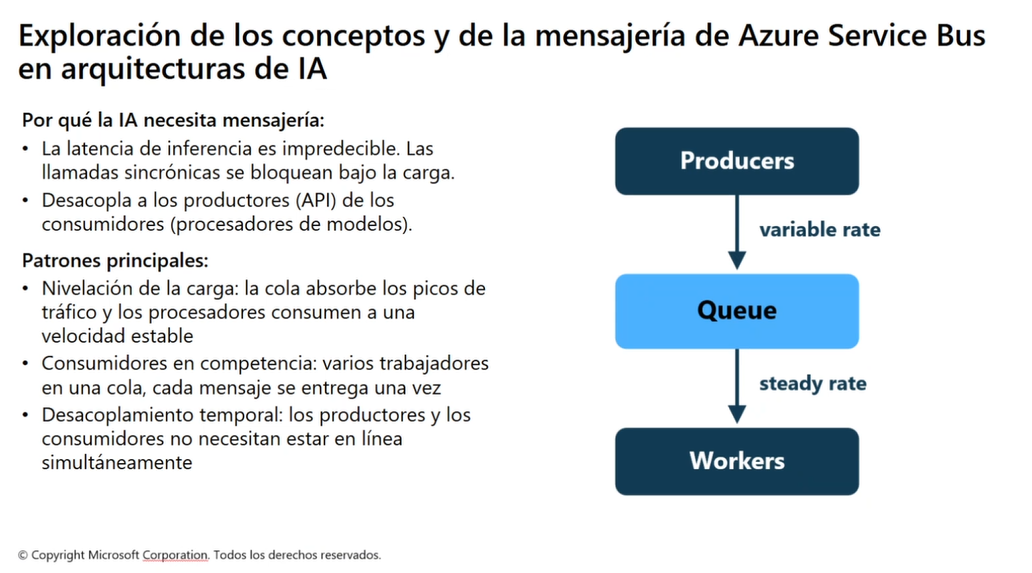 Exploración de los conceptos y de la mensajería de Azure Service Bus
en arquitecturas de IA
Por qué la IA necesita mensajería:
• La latencia de inferencia es impredecible. Las
llamadas sincrónicas se bloquean bajo la carga.
• Desacopla a los productores (API) de los
consumidores (procesadores de modelos).
Patrones principales:
• Nivelación de la carga: la cola absorbe los picos de
tráfico y los procesadores consumen a una
velocidad estable
• Consumidores en competencia: varios trabajadores
en una cola, cada mensaje se entrega una vez
• Desacoplamiento temporal: los productores y los
consumidores no necesitan estar en línea
simultáneamente
Producers
variable rate
Queue
steady rate
Workers
© Copyright Microsoft Corporation. Todos los derechos reservados.